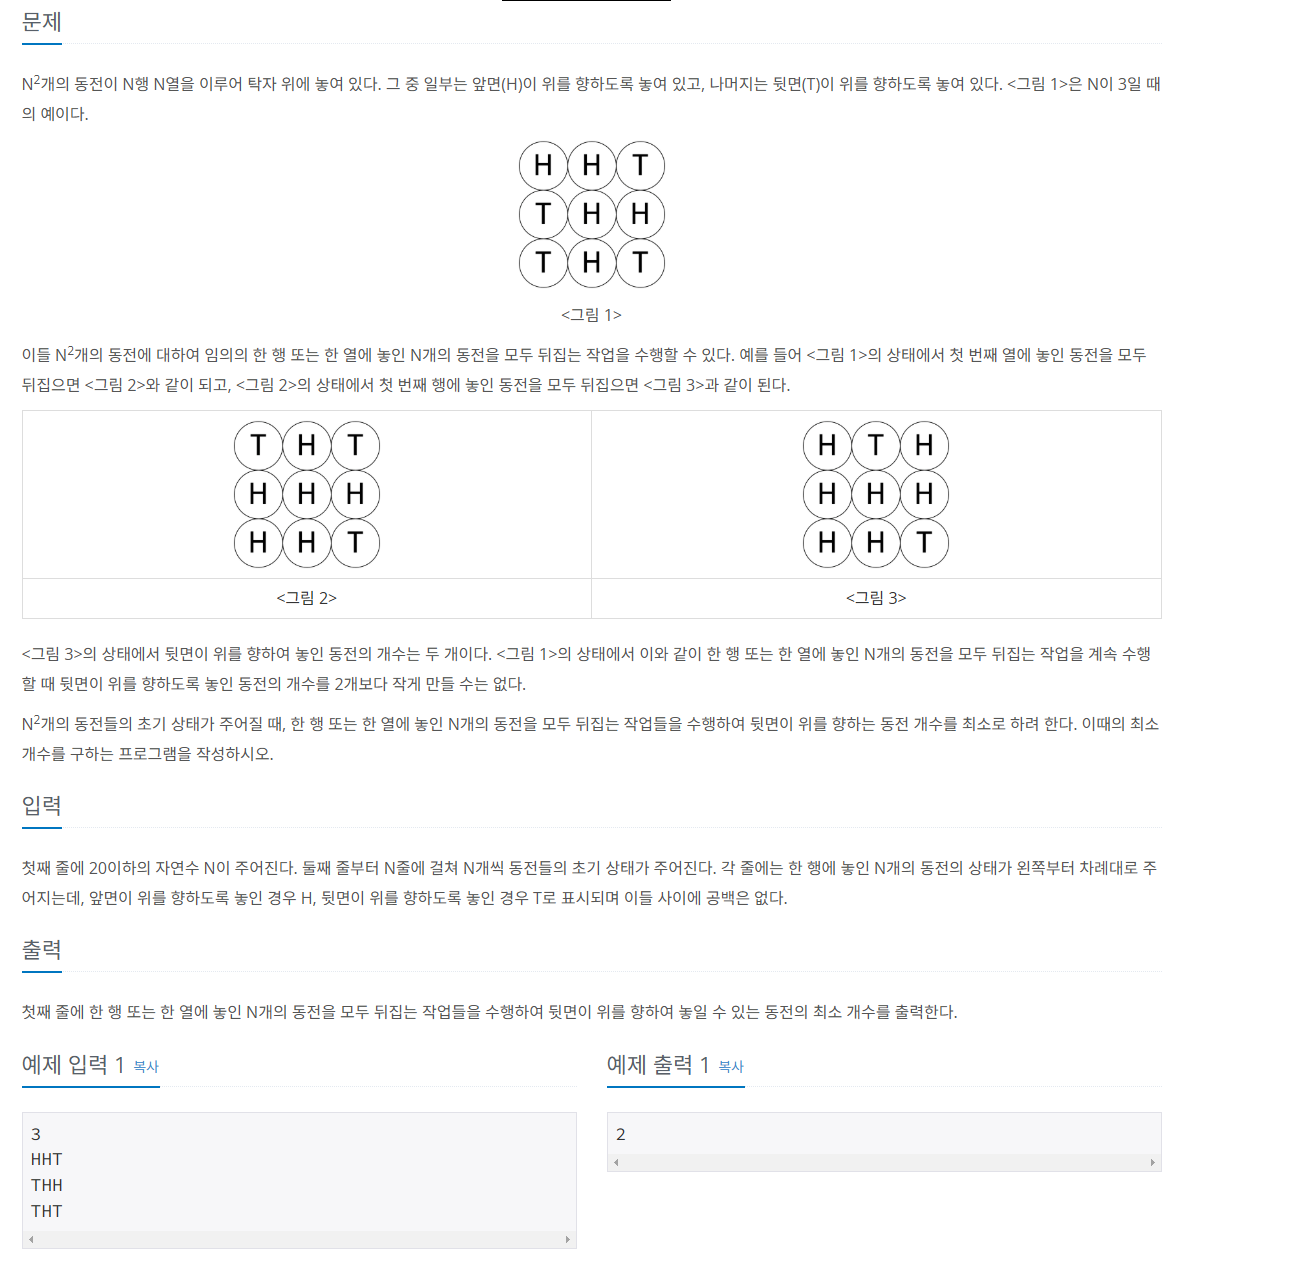 문제
N²개의 동전이 N행 N열을 이루어 탁자 위에 놓여 있다. 그 중 일부는 앞면(H)이 위를 향하도록 놓여 있고, 나머지는 뒷면(T)이 위를 향하도록 놓여 있다. <그림 1>은 N이 3일 때
의 예이다.
H H T
T H H
T H T
<그림 1>
이들 N²개의 동전에 대하여 임의의 한 행 또는 한 열에 놓인 N개의 동전을 모두 뒤집는 작업을 수행할 수 있다. 예를 들어 <그림 1>의 상태에서 첫 번째 열에 놓인 동전을 모두
뒤집으면 <그림 2>와 같이 되고, <그림 2>의 상태에서 첫 번째 행에 놓인 동전을 모두 뒤집으면 <그림 3>과 같이 된다.
T H T
H H H
H H T
<그림 2>
H T H
H H H
H H T
<그림 3>
<그림 3>의 상태에서 뒷면이 위를 향하여 놓인 동전의 개수는 두 개이다. <그림 1>의 상태에서 이와 같이 한 행 또는 한 열에 놓인 N개의 동전을 모두 뒤집는 작업을 계속 수행
할 때 뒷면이 위를 향하도록 놓인 동전의 개수를 2개보다 작게 만들 수는 없다.
N²개의 동전들의 초기 상태가 주어질 때, 한 행 또는 한 열에 놓인 N개의 동전을 모두 뒤집는 작업들을 수행하여 뒷면이 위를 향하는 동전 개수를 최소로 하려 한다. 이때의 최소
개수를 구하는 프로그램을 작성하시오.
입력
첫째 줄에 20이하의 자연수 N이 주어진다. 둘째 줄부터 N줄에 걸쳐 N개씩 동전들의 초기 상태가 주어진다. 각 줄에는 한 행에 놓인 N개의 동전의 상태가 왼쪽부터 차례대로 주
어지는데, 앞면이 위를 향하도록 놓인 경우 H, 뒷면이 위를 향하도록 놓인 경우 T로 표시되며 이들 사이에 공백은 없다.
출력
첫째 줄에 한 행 또는 한 열에 놓인 N개의 동전을 모두 뒤집는 작업들을 수행하여 뒷면이 위를 향하여 놓일 수 있는 동전의 최소 개수를 출력한다.
예제 입력 1 복사
3
HHT
THH
THT
예제 출력 1 복사
2